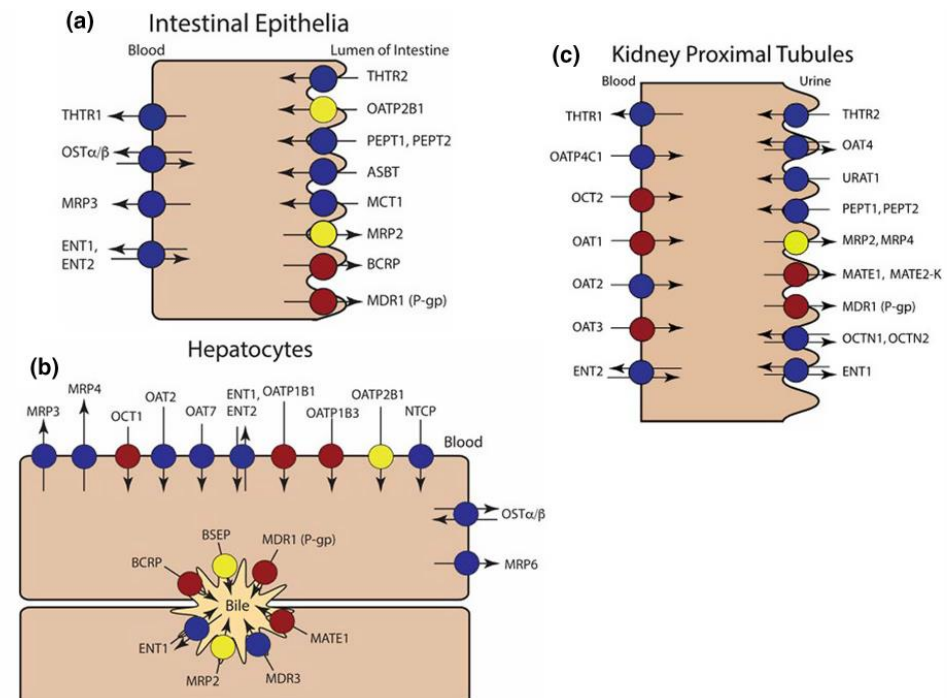 (a)
Intestinal Epithelia
Blood
Lumen of Intestine
THTR1
OSTα/β
MRP3
ENT1,
ENT2
THTR2
OATP2B1
PEPT1, PEPT2
ASBT
MCT1
MRP2
BCRP
MDR1 (P-gp)
(b)
Hepatocytes
MRP3
MRP4
OCT1
OAT2
OAT7
ENT1,
ENT2
OATP1B1
OATP1B3
OATP2B1
NTCP
Blood
OSTα/β
MRP6
BCRP
BSEP
MDR1 (P-gp)
Bile
ENT1
MRP2
MDR3
MATE1
(c)
Kidney Proximal Tubules
Blood
Urine
THTR1
OATP4C1
OCT2
OAT1
OAT2
OAT3
ENT2
THTR2
OAT4
URAT1
PEPT1, PEPT2
MRP2, MRP4
MATE1, MATE2-K
MDR1 (P-gp)
OCTN1, OCTN2
ENT1